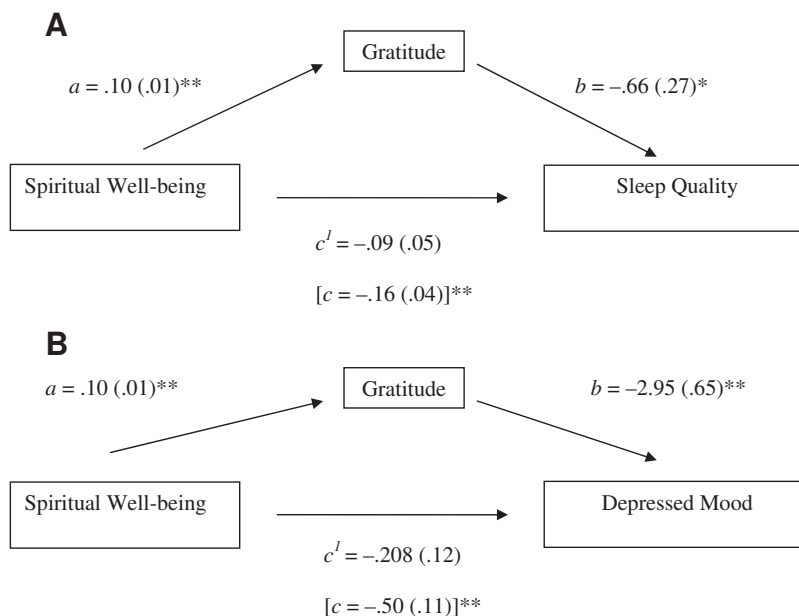 A
Gratitude
a = .10 (.01)**
b = –.66 (.27)*
Spiritual Well-being
Sleep Quality
c¹ = –.09 (.05)
[c = –.16 (.04)]**
B
Gratitude
a = .10 (.01)**
b = –2.95 (.65)**
Spiritual Well-being
Depressed Mood
c¹ = –.208 (.12)
[c = –.50 (.11)]**